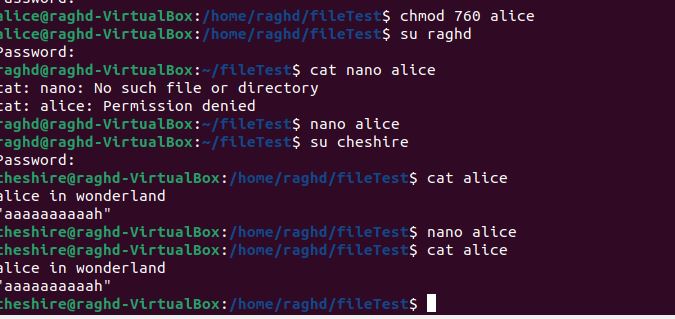 alice@raghd-VirtualBox:/home/raghd/fileTest$ chmod 760 alice
alice@raghd-VirtualBox:/home/raghd/fileTest$ su raghd
Password:
raghd@raghd-VirtualBox:~/fileTest$ cat nano alice
cat: nano: No such file or directory
cat: alice: Permission denied
raghd@raghd-VirtualBox:~/fileTest$ nano alice
raghd@raghd-VirtualBox:~/fileTest$ su cheshire
Password:
cheshire@raghd-VirtualBox:/home/raghd/fileTest$ cat alice
alice in wonderland
"aaaaaaaaaah"
cheshire@raghd-VirtualBox:/home/raghd/fileTest$ nano alice
cheshire@raghd-VirtualBox:/home/raghd/fileTest$ cat alice
alice in wonderland
"aaaaaaaaaah"
cheshire@raghd-VirtualBox:/home/raghd/fileTest$